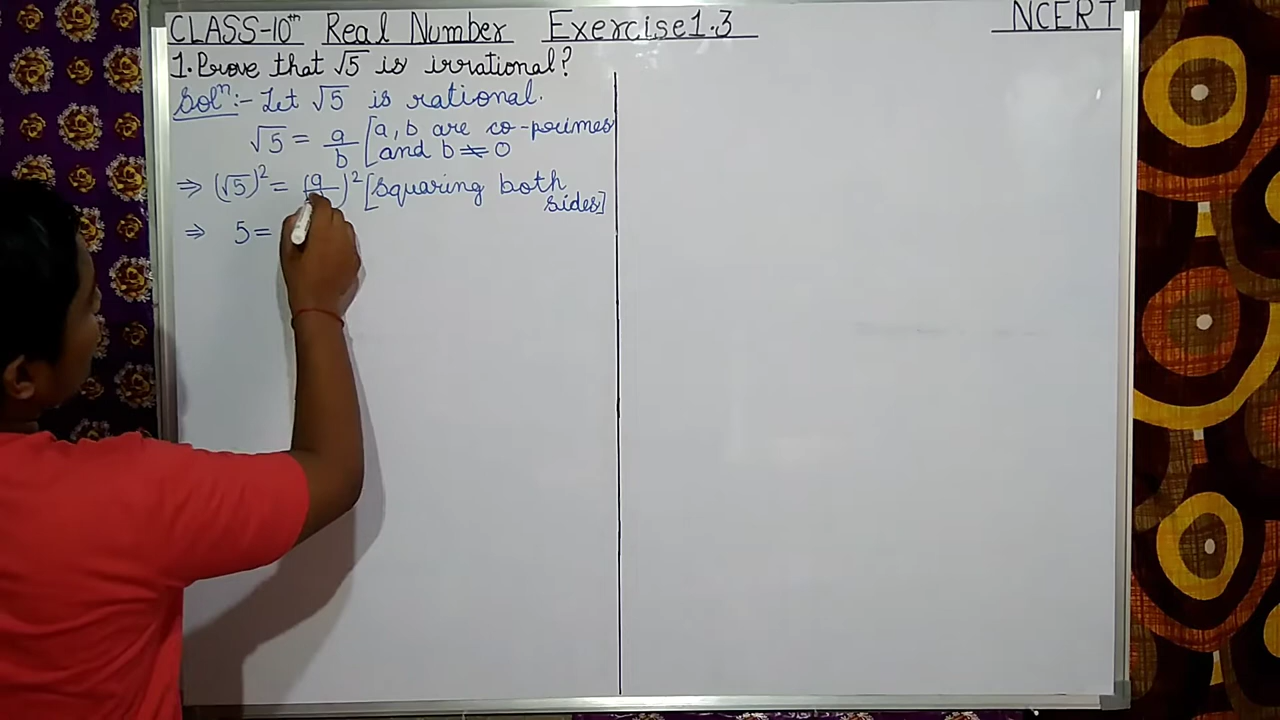 CLASS-10th Real Number Exercise1.3 NCERT
1. Prove that √5 is irrational?
Solⁿ:- Let √5 is rational.
√5 = a/b [a, b are co-primes
and b ≠ 0
⇒ (√5)² = (a/ )² [squaring both
sides]
⇒ 5 =